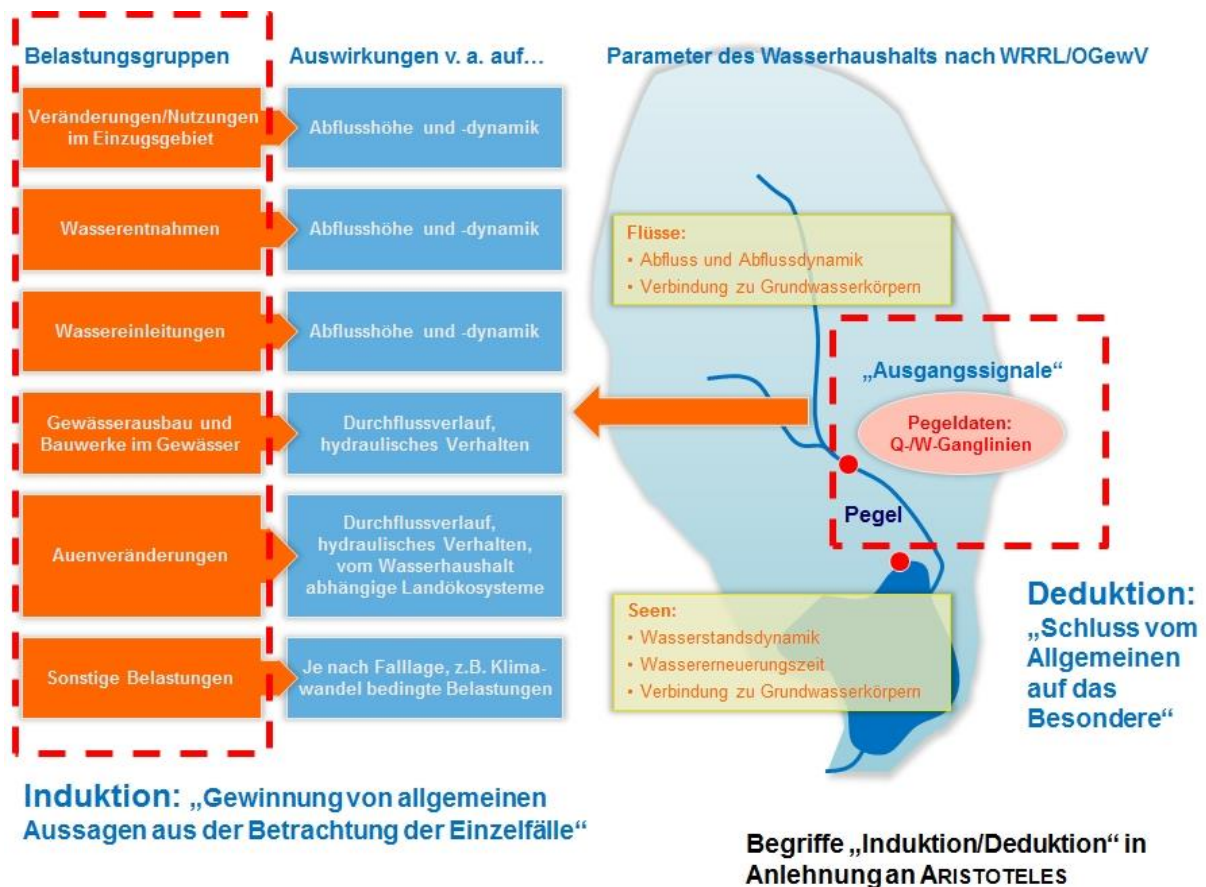 Belastungsgruppen
Auswirkungen v. a. auf…
Parameter des Wasserhaushalts nach WRRL/OGewV
Veränderungen/Nutzungen
im Einzugsgebiet
Abflusshöhe und -dynamik
Wasserentnahmen
Abflusshöhe und -dynamik
Wassereinleitungen
Abflusshöhe und -dynamik
Gewässerausbau und
Bauwerke im Gewässer
Durchflussverlauf,
hydraulisches Verhalten
Auenveränderungen
Durchflussverlauf,
hydraulisches Verhalten,
vom Wasserhaushalt
abhängige Landökosysteme
Sonstige Belastungen
Je nach Falllage, z.B. Klima-
wandel bedingte Belastungen
Flüsse:
• Abfluss und Abflussdynamik
• Verbindung zu Grundwasserkörpern
„Ausgangssignale“
Pegeldaten:
Q-/W-Ganglinien
Pegel
Seen:
• Wasserstandsdynamik
• Wassererneuerungszeit
• Verbindung zu Grundwasserkörpern
Deduktion:
„Schluss vom
Allgemeinen
auf das
Besondere“
Induktion: „Gewinnung von allgemeinen
Aussagen aus der Betrachtung der Einzelfälle“
Begriffe „Induktion/Deduktion“ in
Anlehnung an ARISTOTELES